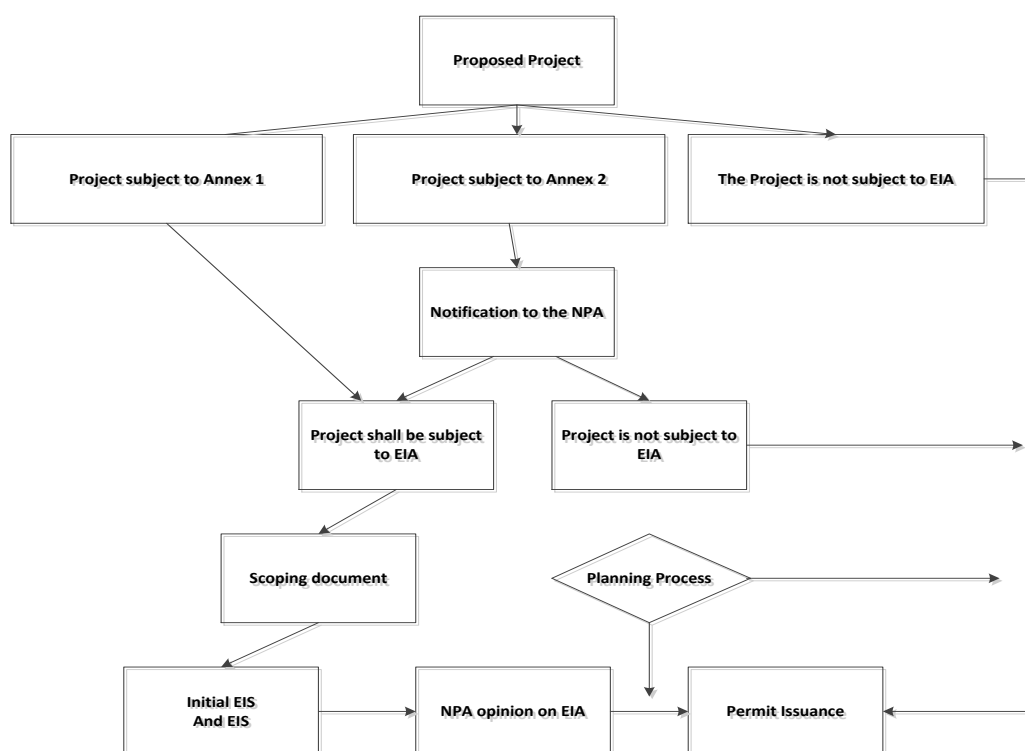 Proposed Project
Project subject to Annex 1
Project subject to Annex 2
The Project is not subject to EIA
Notification to the NPA
Project shall be subject
to EIA
Project is not subject to
EIA
Scoping document
Planning Process
Initial EIS
And EIS
NPA opinion on EIA
Permit Issuance